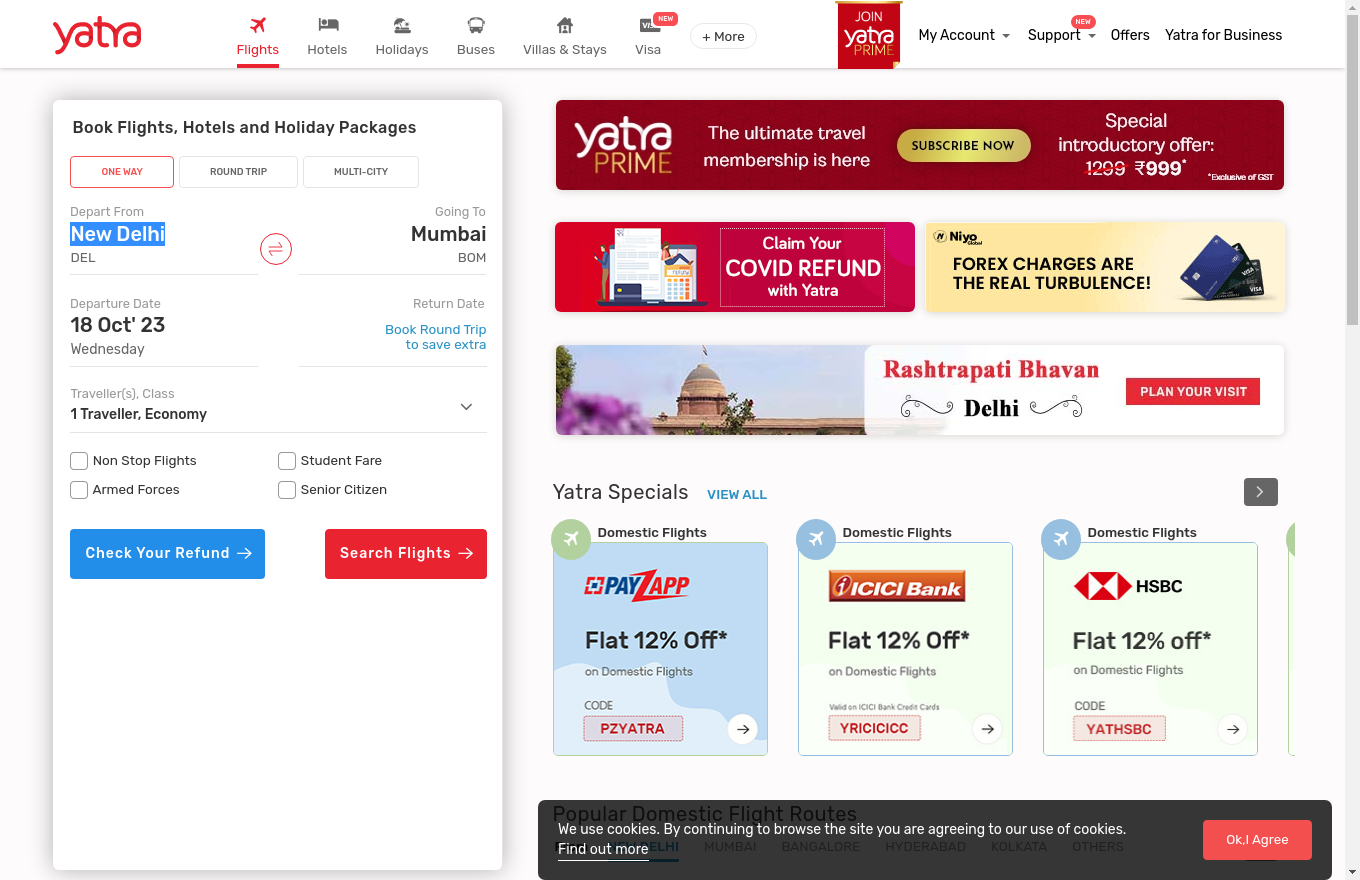 yatra
Flights
Hotels
Holidays
Buses
Villas & Stays
VISA
NEW
Visa
+ More
JOIN
yatra
PRIME
My Account
NEW
Support
Offers
Yatra for Business
Book Flights, Hotels and Holiday Packages
ONE WAY
ROUND TRIP
MULTI-CITY
Depart From
New Delhi
DEL
Going To
Mumbai
BOM
Departure Date
18 Oct' 23
Wednesday
Return Date
Book Round Trip
to save extra
Traveller(s), Class
1 Traveller, Economy
Non Stop Flights
Student Fare
Armed Forces
Senior Citizen
Check Your Refund
Search Flights
yatra
PRIME
The ultimate travel
membership is here
SUBSCRIBE NOW
Special
introductory offer:
1299 ₹999*
*Exclusive of GST
Claim Your
COVID REFUND
with Yatra
Niyo
Global
FOREX CHARGES ARE
THE REAL TURBULENCE!
VISA
VISA
Rashtrapati Bhavan
Delhi
PLAN YOUR VISIT
Yatra Specials
VIEW ALL
Domestic Flights
PAYZAPP
Flat 12% Off*
on Domestic Flights
CODE
PZYATRA
Domestic Flights
ICICI Bank
Flat 12% Off*
on Domestic Flights
Valid on ICICI Bank Credit Cards
YRICICICC
Domestic Flights
HSBC
Flat 12% off*
on Domestic Flights
CODE
YATHSBC
Popular Domestic Flight Routes
NEW DELHI
MUMBAI
BANGALORE
HYDERABAD
KOLKATA
OTHERS
We use cookies. By continuing to browse the site you are agreeing to our use of cookies.
Find out more
Ok,I Agree